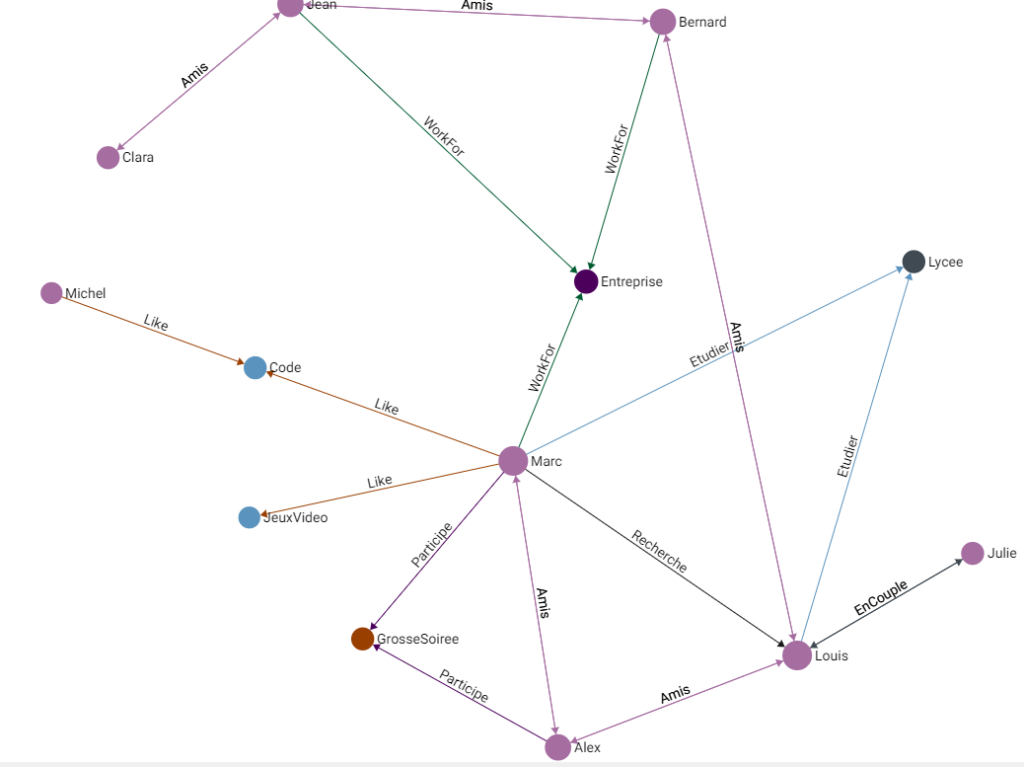 Jean
Amis
Bernard
Amis
WorkFor
WorkFor
Clara
Entreprise
Lycee
Michel
Like
Amis
Etudier
Code
WorkFor
Like
Marc
Etudier
Like
JeuxVideo
Participe
Recherche
Julie
EnCouple
Amis
GrosseSoiree
Louis
Participe
Amis
Alex